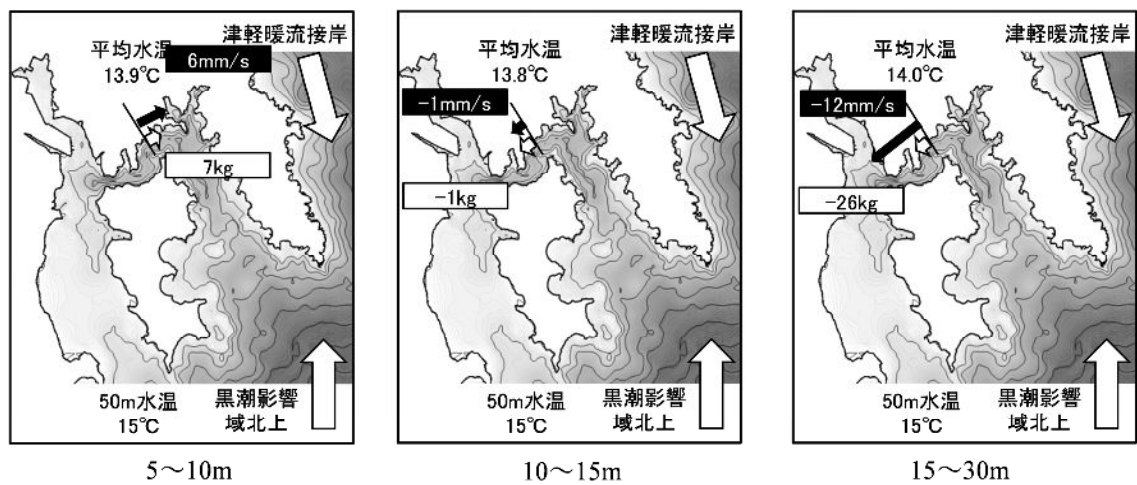 津軽暖流接岸
平均水温
13.9℃
6mm/s
7kg
50m水温
15℃
黒潮影響
域北上
5～10m
津軽暖流接岸
平均水温
13.8℃
-1mm/s
-1kg
50m水温
15℃
黒潮影響
域北上
10～15m
津軽暖流接岸
平均水温
14.0℃
-12mm/s
-26kg
50m水温
15℃
黒潮影響
域北上
15～30m